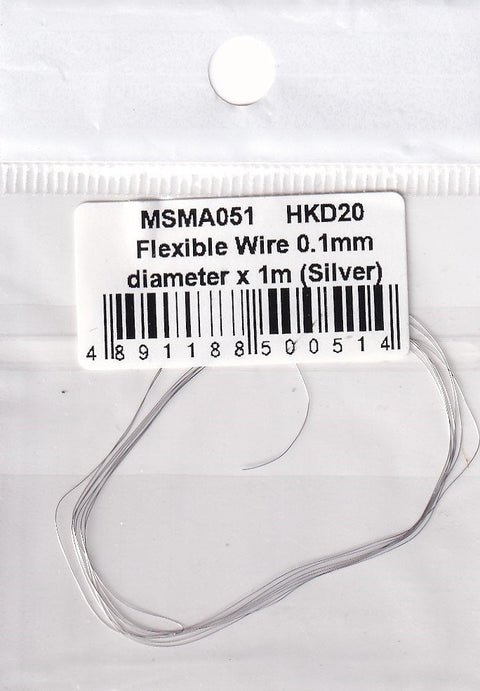 MSMA051 HKD20
Flexible Wire 0.1mm
diameter x 1m (Silver)
4 891188 500514